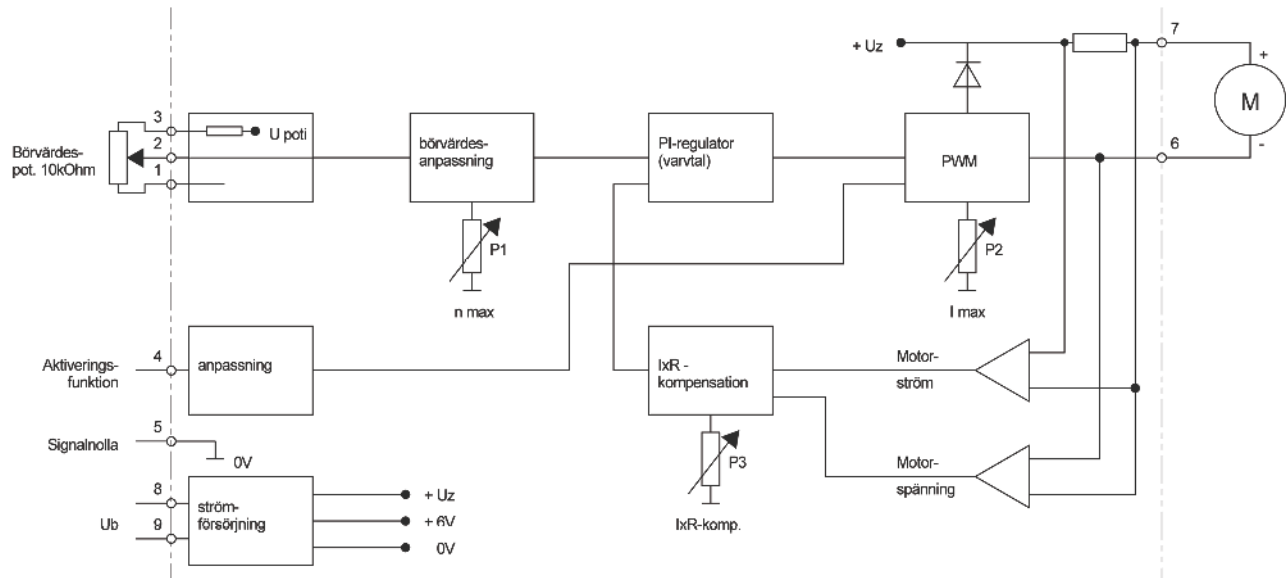 7
+ Uz
+
M
-
6
3
U poti
2
1
Börvärdes-
pot. 10kOhm
börvärdes-
anpassning
PI-regulator
(varvtal)
PWM
P1
n max
P2
I max
4
Aktiverings-
funktion
anpassning
IxR -
kompensation
Motor-
ström
5
Signalnolla
0V
P3
IxR-komp.
Motor-
spänning
8
9
Ub
ström-
försörjning
+ Uz
+ 6V
0V